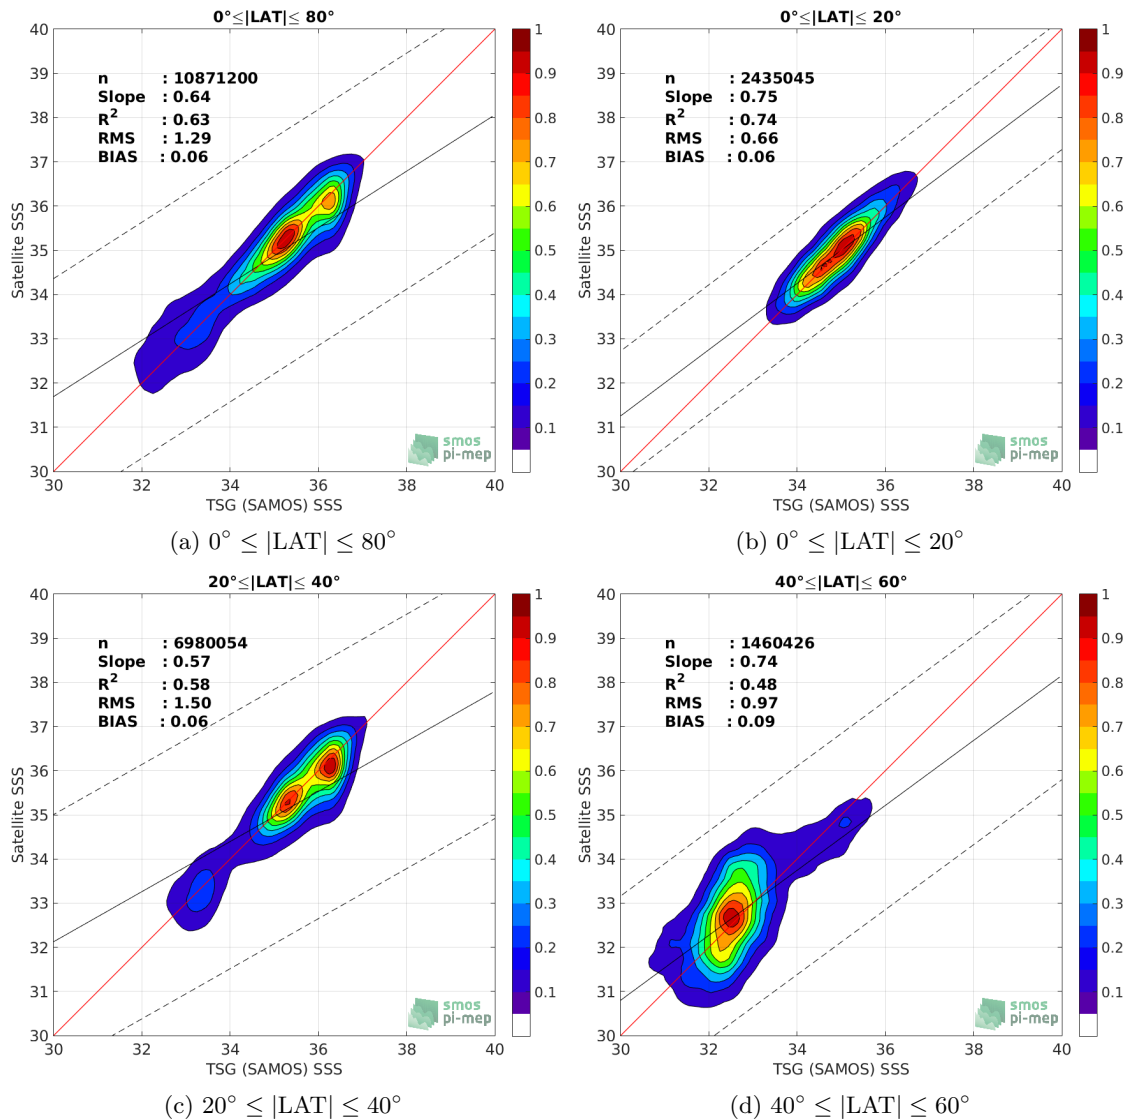 0°≤|LAT|≤ 80°
40
39
38
37
36
35
34
33
32
31
30
30 32 34 36 38 40
Satellite SSS
TSG (SAMOS) SSS
n : 10871200
Slope : 0.64
R² : 0.63
RMS : 1.29
BIAS : 0.06
smos
pi-mep
1
0.9
0.8
0.7
0.6
0.5
0.4
0.3
0.2
0.1
(a) 0° ≤ |LAT| ≤ 80°
0°≤|LAT|≤ 20°
40
39
38
37
36
35
34
33
32
31
30
30 32 34 36 38 40
Satellite SSS
TSG (SAMOS) SSS
n : 2435045
Slope : 0.75
R² : 0.74
RMS : 0.66
BIAS : 0.06
smos
pi-mep
1
0.9
0.8
0.7
0.6
0.5
0.4
0.3
0.2
0.1
(b) 0° ≤ |LAT| ≤ 20°
20°≤|LAT|≤ 40°
40
39
38
37
36
35
34
33
32
31
30
30 32 34 36 38 40
Satellite SSS
TSG (SAMOS) SSS
n : 6980054
Slope : 0.57
R² : 0.58
RMS : 1.50
BIAS : 0.06
smos
pi-mep
1
0.9
0.8
0.7
0.6
0.5
0.4
0.3
0.2
0.1
(c) 20° ≤ |LAT| ≤ 40°
40°≤|LAT|≤ 60°
40
39
38
37
36
35
34
33
32
31
30
30 32 34 36 38 40
Satellite SSS
TSG (SAMOS) SSS
n : 1460426
Slope : 0.74
R² : 0.48
RMS : 0.97
BIAS : 0.09
smos
pi-mep
1
0.9
0.8
0.7
0.6
0.5
0.4
0.3
0.2
0.1
(d) 40° ≤ |LAT| ≤ 60°